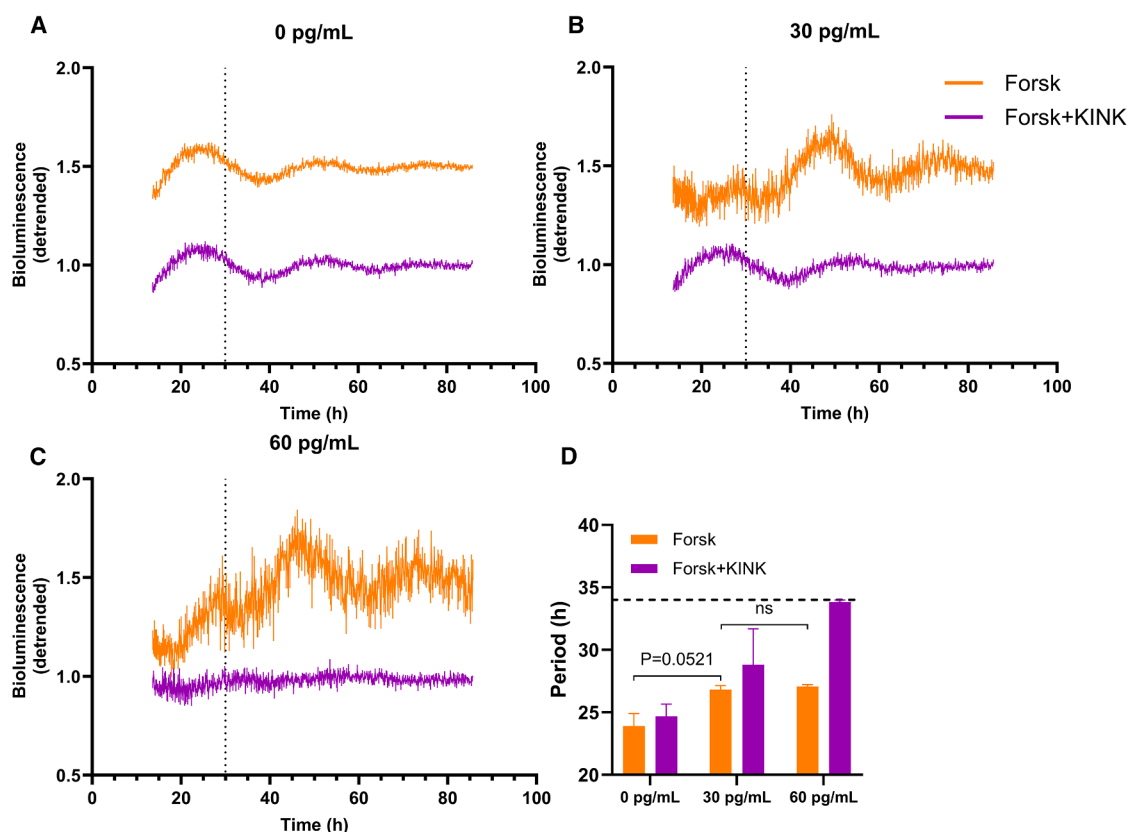 A
0 pg/mL
2.0
1.5
1.0
0.5
Bioluminescence
(detrended)
0 20 40 60 80 100
Time (h)
B
30 pg/mL
2.0
1.5
1.0
0.5
Bioluminescence
(detrended)
0 20 40 60 80 100
Time (h)
Forsk
Forsk+KINK
C
60 pg/mL
2.0
1.5
1.0
0.5
Bioluminescence
(detrended)
0 20 40 60 80 100
Time (h)
D
40
35
30
25
20
Period (h)
Forsk
Forsk+KINK
ns
P=0.0521
0 pg/mL 30 pg/mL 60 pg/mL